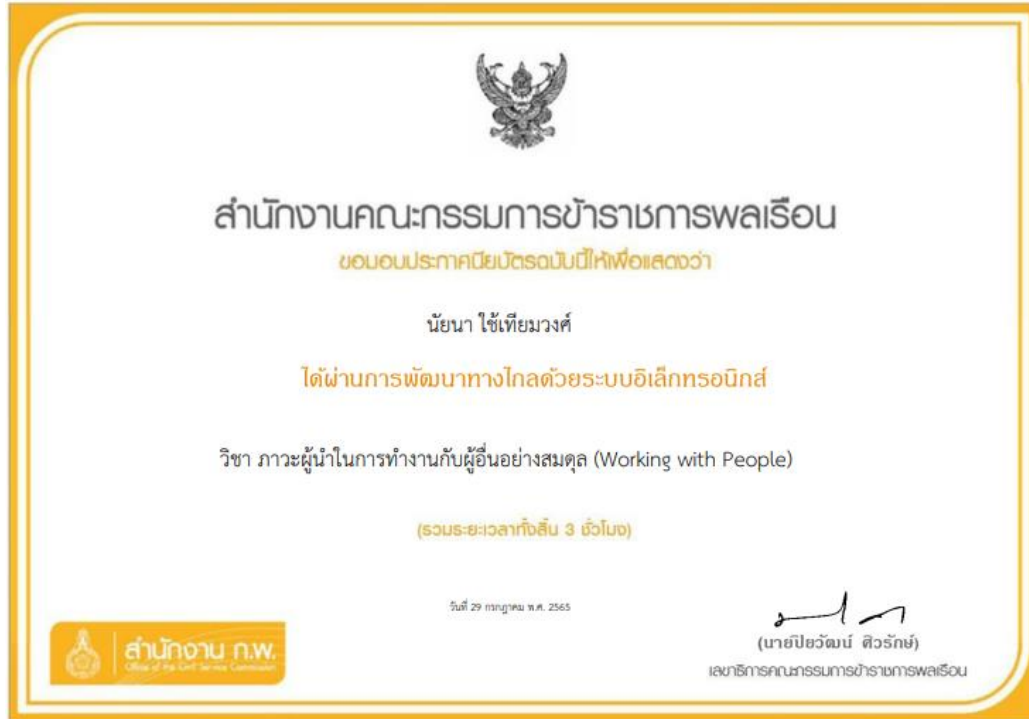 สำนักงานคณะกรรมการข้าราชการพลเรือน
ขอมอบประกาศนียบัตรฉบับนี้ให้เพื่อแสดงว่า
นัยนา ใช้เทียมวงศ์
ได้ผ่านการพัฒนาทางไกลด้วยระบบอิเล็กทรอนิกส์
วิชา ภาวะผู้นำในการทำงานกับผู้อื่นอย่างสมดุล (Working with People)
(รวมระยะเวลาทั้งสิ้น 3 ชั่วโมง)
วันที่ 29 กรกฎาคม พ.ศ. 2565
สำนักงาน ก.พ.
Office of the Civil Service Commission
(นายปิยวัฒน์ ศิวรักษ์)
เลขาธิการคณะกรรมการข้าราชการพลเรือน